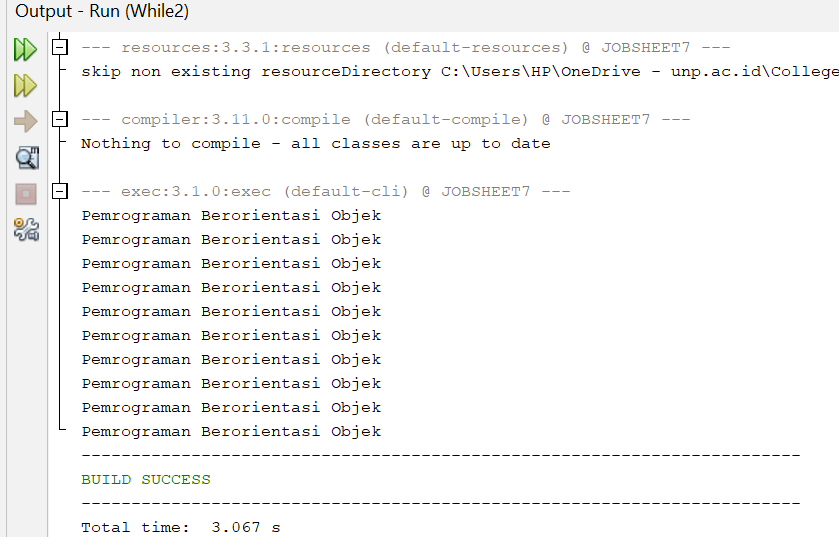 Output - Run (While2)
--- resources:3.3.1:resources (default-resources) @ JOBSHEET7 ---
skip non existing resourceDirectory C:\Users\HP\OneDrive - unp.ac.id\College
--- compiler:3.11.0:compile (default-compile) @ JOBSHEET7 ---
Nothing to compile - all classes are up to date
--- exec:3.1.0:exec (default-cli) @ JOBSHEET7 ---
Pemrograman Berorientasi Objek
Pemrograman Berorientasi Objek
Pemrograman Berorientasi Objek
Pemrograman Berorientasi Objek
Pemrograman Berorientasi Objek
Pemrograman Berorientasi Objek
Pemrograman Berorientasi Objek
Pemrograman Berorientasi Objek
Pemrograman Berorientasi Objek
Pemrograman Berorientasi Objek
------------------------------------------------------------------------
BUILD SUCCESS
------------------------------------------------------------------------
Total time:  3.067 s